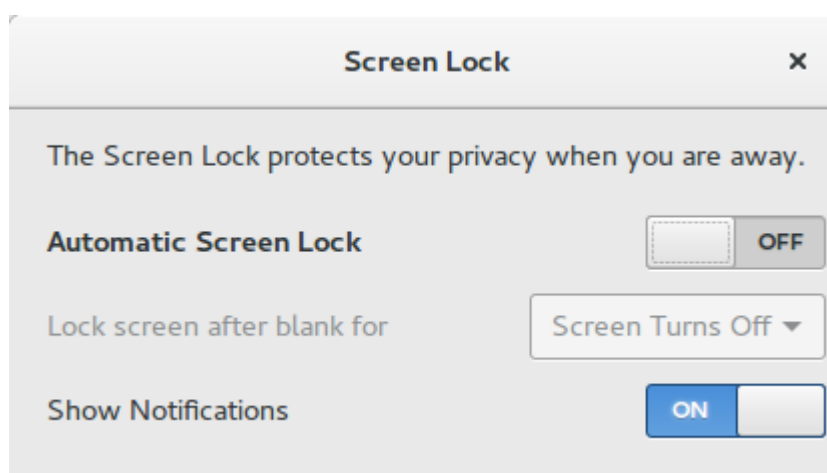 Screen Lock
The Screen Lock protects your privacy when you are away.
Automatic Screen Lock OFF
Lock screen after blank for Screen Turns Off
Show Notifications ON